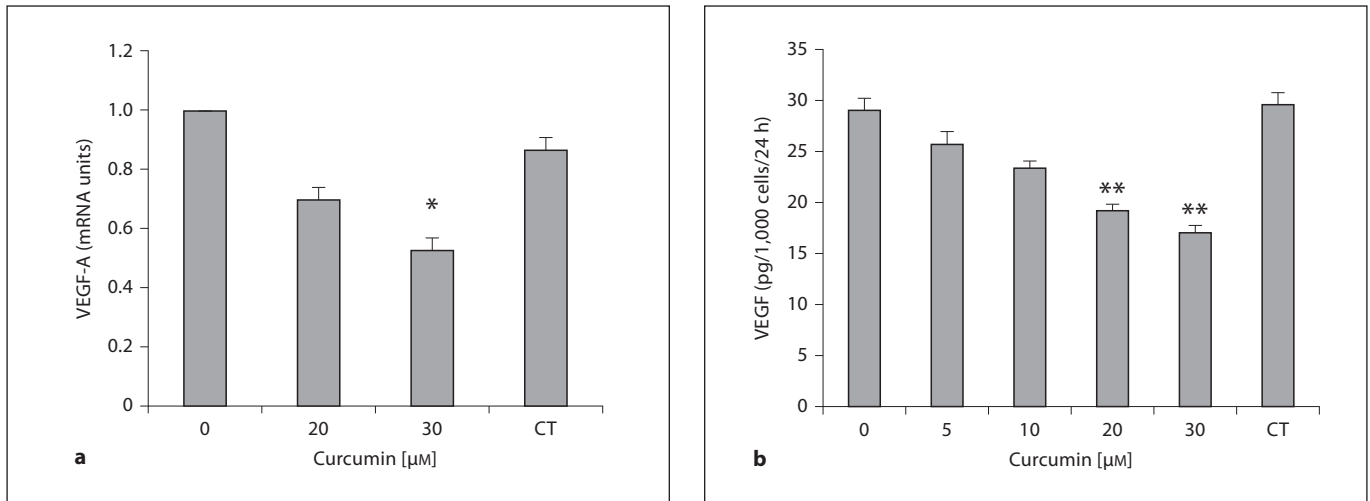 1.2
1.0
0.8
0.6
0.4
0.2
0
VEGF-A (mRNA units)
*
0 20 30 CT
Curcumin [µM]
a
35
30
25
20
15
10
5
0
VEGF (pg/1,000 cells/24 h)
**
**
0 5 10 20 30 CT
Curcumin [µM]
b